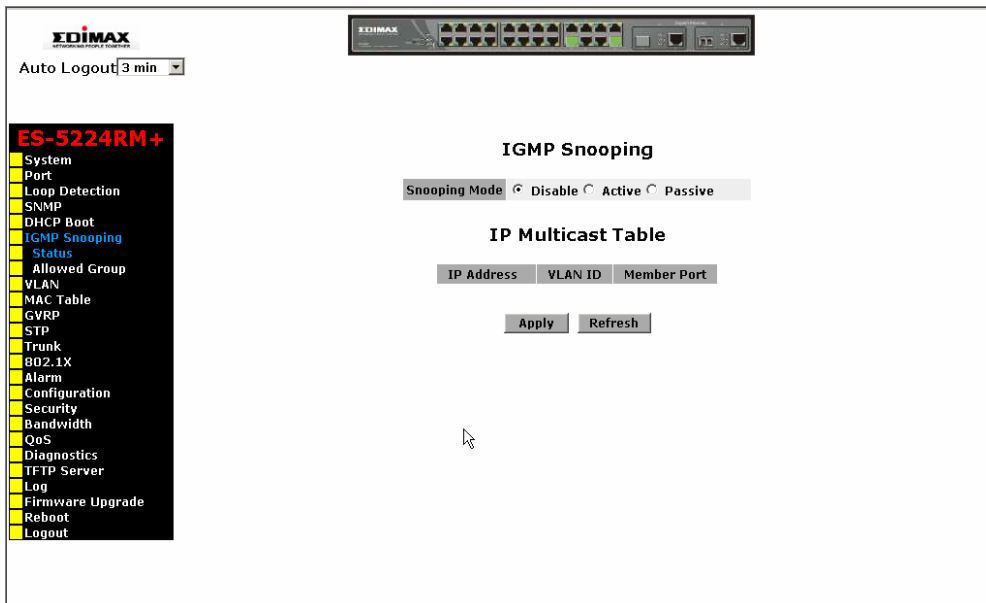 EDIMAX
NETWORKING PEOPLE TOGETHER
EDIMAX
Auto Logout 3 min
ES-5224RM+
System
Port
Loop Detection
SNMP
DHCP Boot
IGMP Snooping
Status
Allowed Group
VLAN
MAC Table
GVRP
STP
Trunk
802.1X
Alarm
Configuration
Security
Bandwidth
QoS
Diagnostics
TFTP Server
Log
Firmware Upgrade
Reboot
Logout
IGMP Snooping
Snooping Mode Disable Active Passive
IP Multicast Table
IP Address VLAN ID Member Port
Apply Refresh